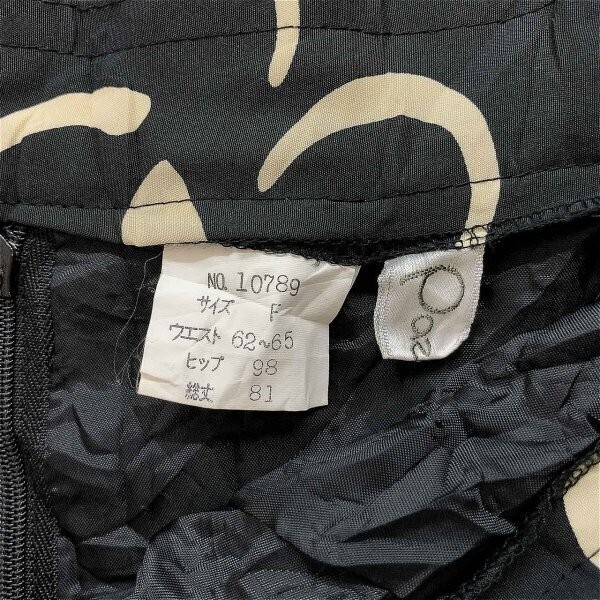 NO. 10789
サイズ F
ウエスト 62~65
ヒップ 98
総丈 81